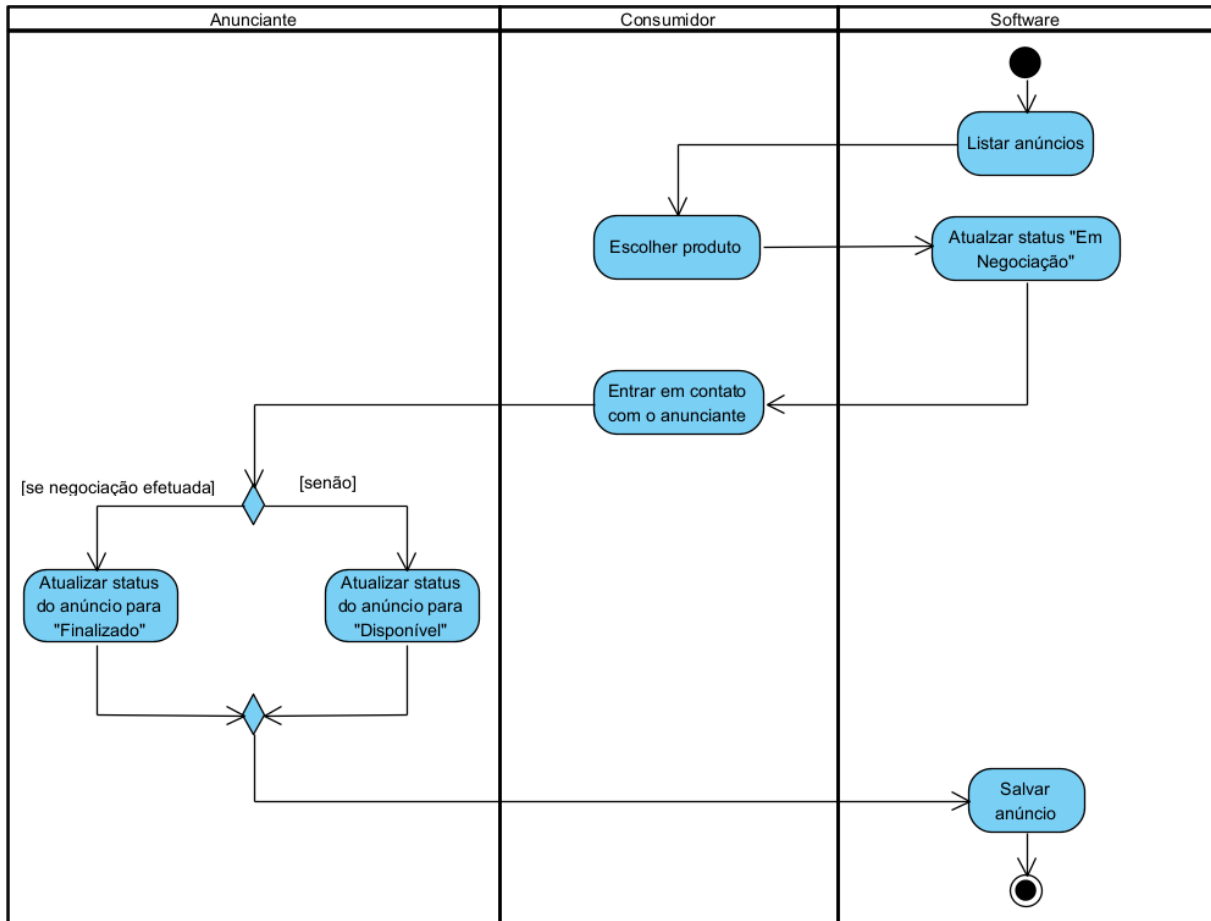 Anunciante
Consumidor
Software
Listar anúncios
Escolher produto
Atualzar status "Em
Negociação"
Entrar em contato
com o anunciante
[se negociação efetuada]
[senão]
Atualizar status
do anúncio para
"Finalizado"
Atualizar status
do anúncio para
"Disponível"
Salvar
anúncio